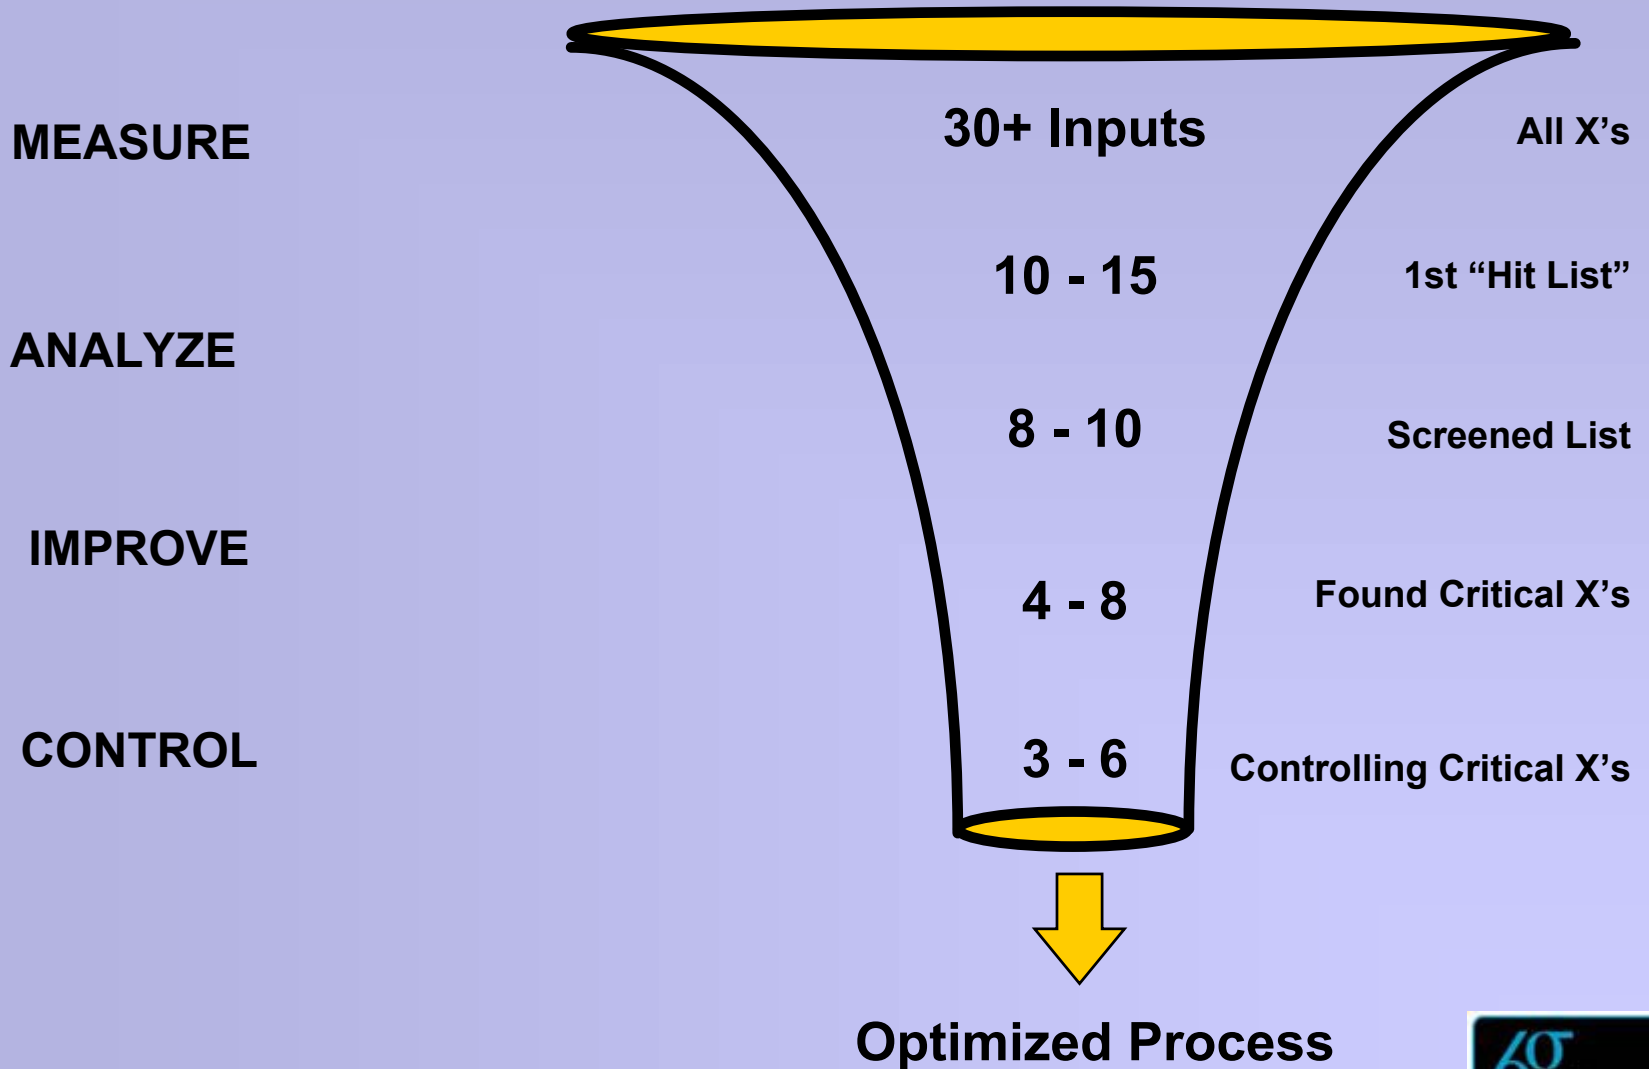 MEASURE
30+ Inputs
All X’s
10 - 15
1st “Hit List”
ANALYZE
8 - 10
Screened List
IMPROVE
4 - 8
Found Critical X’s
CONTROL
3 - 6
Controlling Critical X’s
Optimized Process
6σ